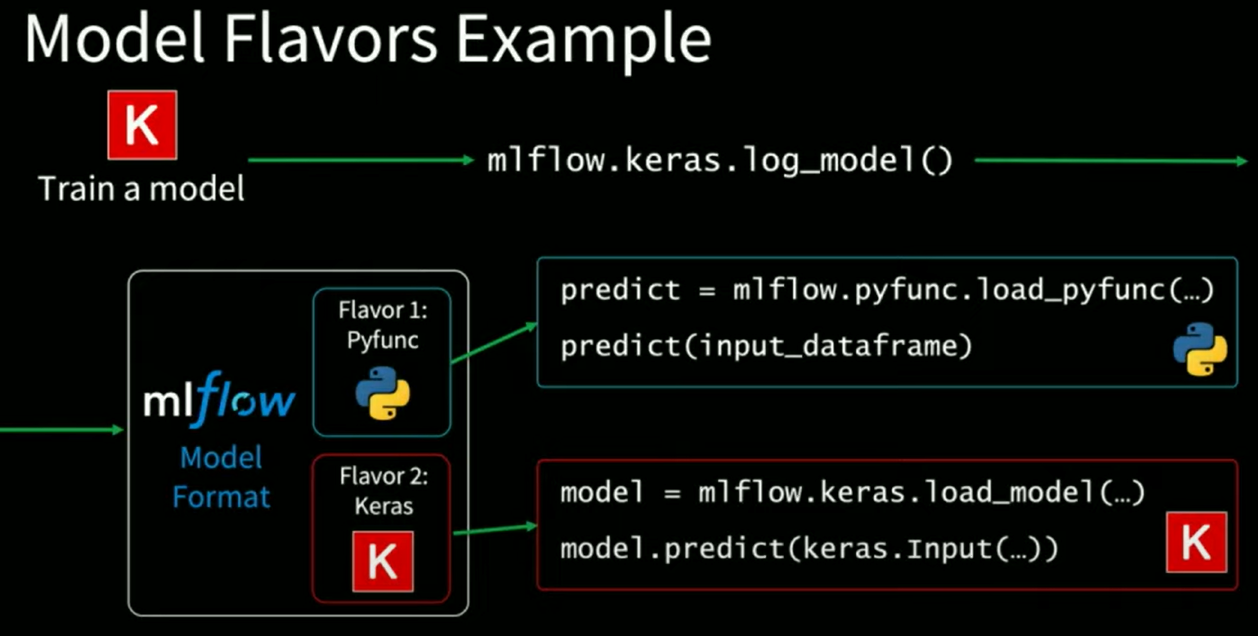 Model Flavors Example
K
Train a model
mlflow.keras.log_model()
mlflow
Model
Format
Flavor 1:
Pyfunc
predict = mlflow.pyfunc.load_pyfunc(…)
predict(input_dataframe)
Flavor 2:
Keras
K
model = mlflow.keras.load_model(…)
model.predict(keras.Input(…))
K